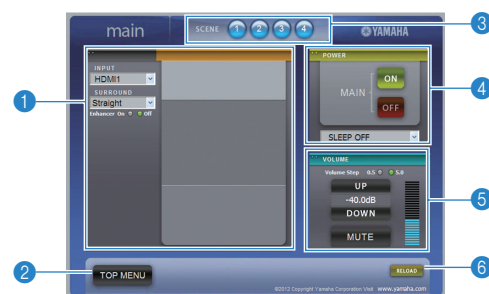 main
SCENE 1 2 3 4
YAMAHA
3
INPUT
HDMI1
SURROUND
Straight
Enhancer On Off
1
POWER
MAIN
ON
OFF
SLEEP OFF
4
VOLUME
Volume Step 0.5 5.0
UP
-40.0dB
DOWN
MUTE
5
2
TOP MENU
RELOAD
6
©2012 Copyright Yamaha Corporation Visit www.yamaha.com